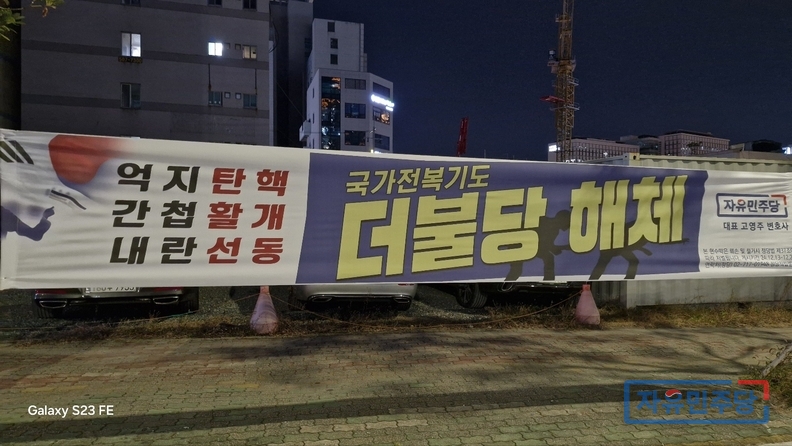 억지탄핵
간첩활개
내란선동
국가전복기도
더불당 해체
자유민주당
대표 고영주 변호사
Galaxy S23 FE
자유민주당